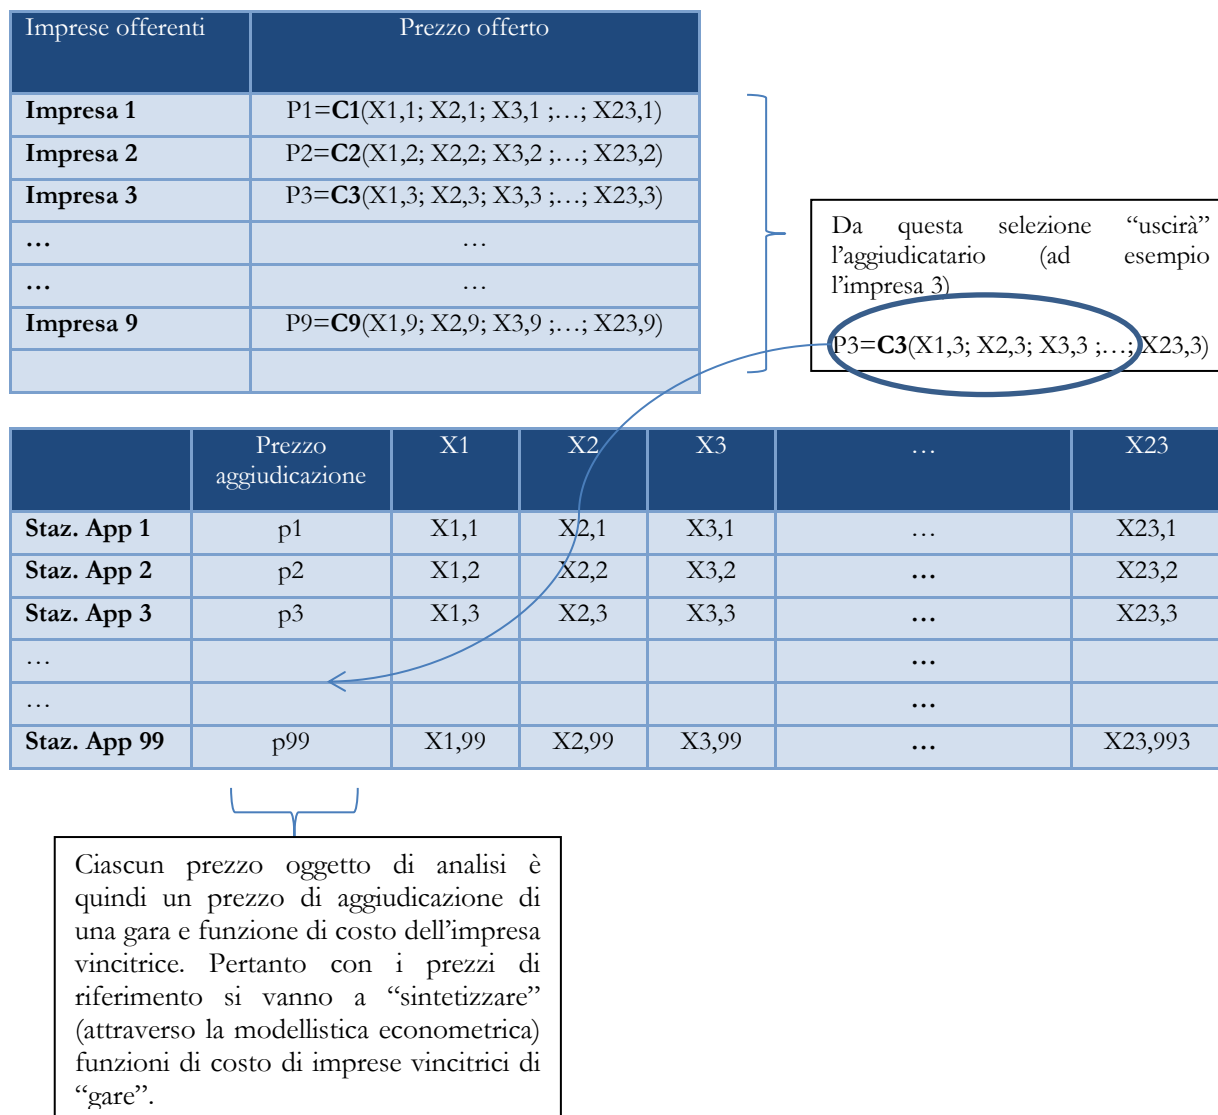 Imprese offerenti Prezzo offerto
Impresa 1 P1=C1(X1,1; X2,1; X3,1 ;…; X23,1)
Impresa 2 P2=C2(X1,2; X2,2; X3,2 ;…; X23,2)
Impresa 3 P3=C3(X1,3; X2,3; X3,3 ;…; X23,3)
… …
… …
Impresa 9 P9=C9(X1,9; X2,9; X3,9 ;…; X23,9)
Da questa selezione “uscirà”
l’aggiudicatario (ad esempio
l’impresa 3)
P3=C3(X1,3; X2,3; X3,3 ;…; X23,3)
Prezzo X1 X2 X3 … X23
aggiudicazione
Staz. App 1 p1 X1,1 X2,1 X3,1 … X23,1
Staz. App 2 p2 X1,2 X2,2 X3,2 … X23,2
Staz. App 3 p3 X1,3 X2,3 X3,3 … X23,3
… …
… …
Staz. App 99 p99 X1,99 X2,99 X3,99 … X23,993
Ciascun prezzo oggetto di analisi è
quindi un prezzo di aggiudicazione di
una gara e funzione di costo dell’impresa
vincitrice. Pertanto con i prezzi di
riferimento si vanno a “sintetizzare”
(attraverso la modellistica econometrica)
funzioni di costo di imprese vincitrici di
“gare”.